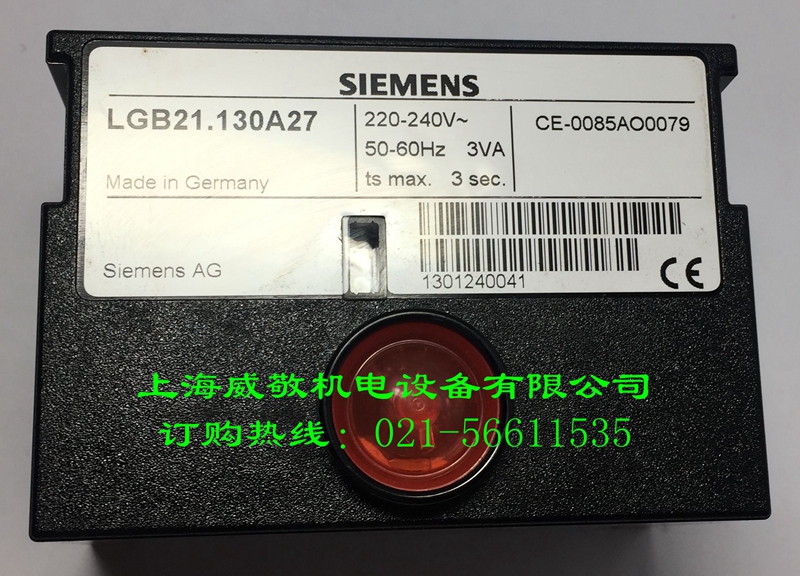 SIEMENS
LGB21.130A27
220-240V~
50-60Hz 3VA
ts max. 3 sec.
CE-0085AO0079
Made in Germany
Siemens AG
1301240041
CE
上海威敬机电设备有限公司
订购热线：021-56611535